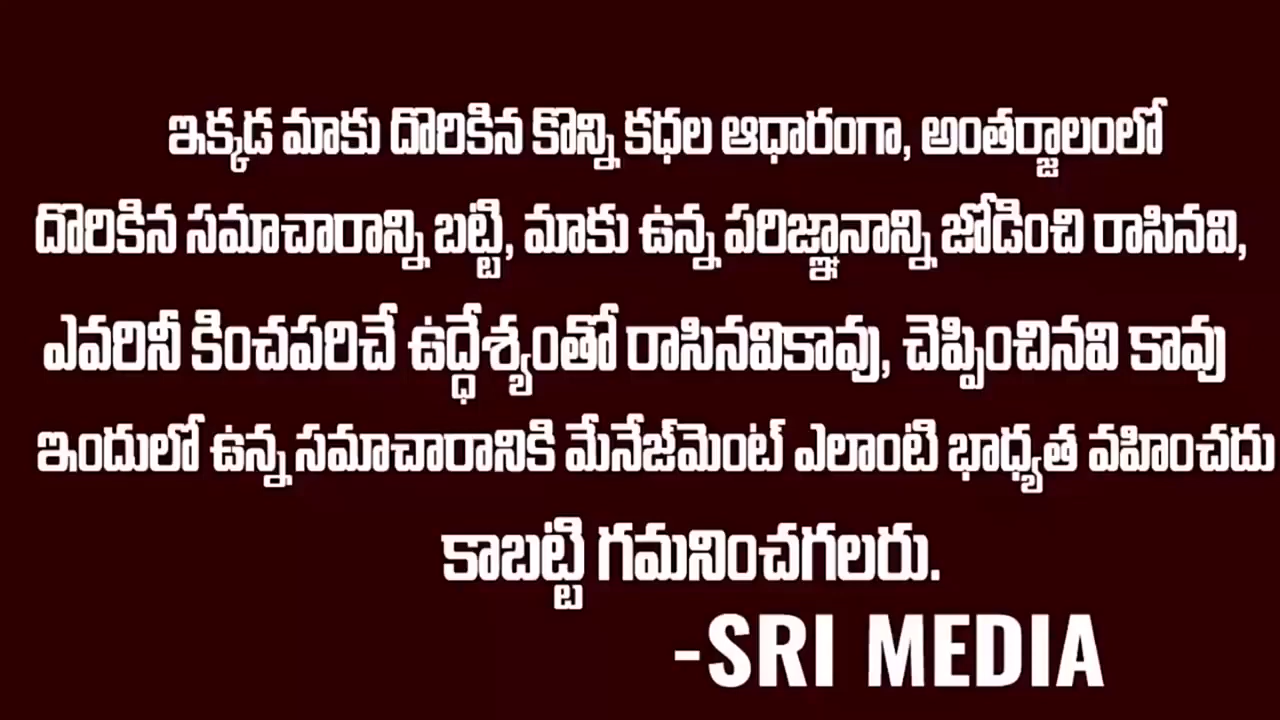 ఇక్కడ మాకు దొరికిన కొన్ని కధల ఆధారంగా, అంతర్జాలంలో
దొరికిన సమాచారాన్ని బట్టి, మాకు ఉన్న పరిజ్ఞానాన్ని జోడించి రాసినవి,
ఎవరినీ కించపరిచే ఉద్ధేశ్యంతో రాసినవికావు, చెప్పించినవి కావు
ఇందులో ఉన్న సమాచారానికి మేనేజ్‌మెంట్ ఎలాంటి భాధ్యత వహించదు
కాబట్టి గమనించగలరు.
-SRI MEDIA